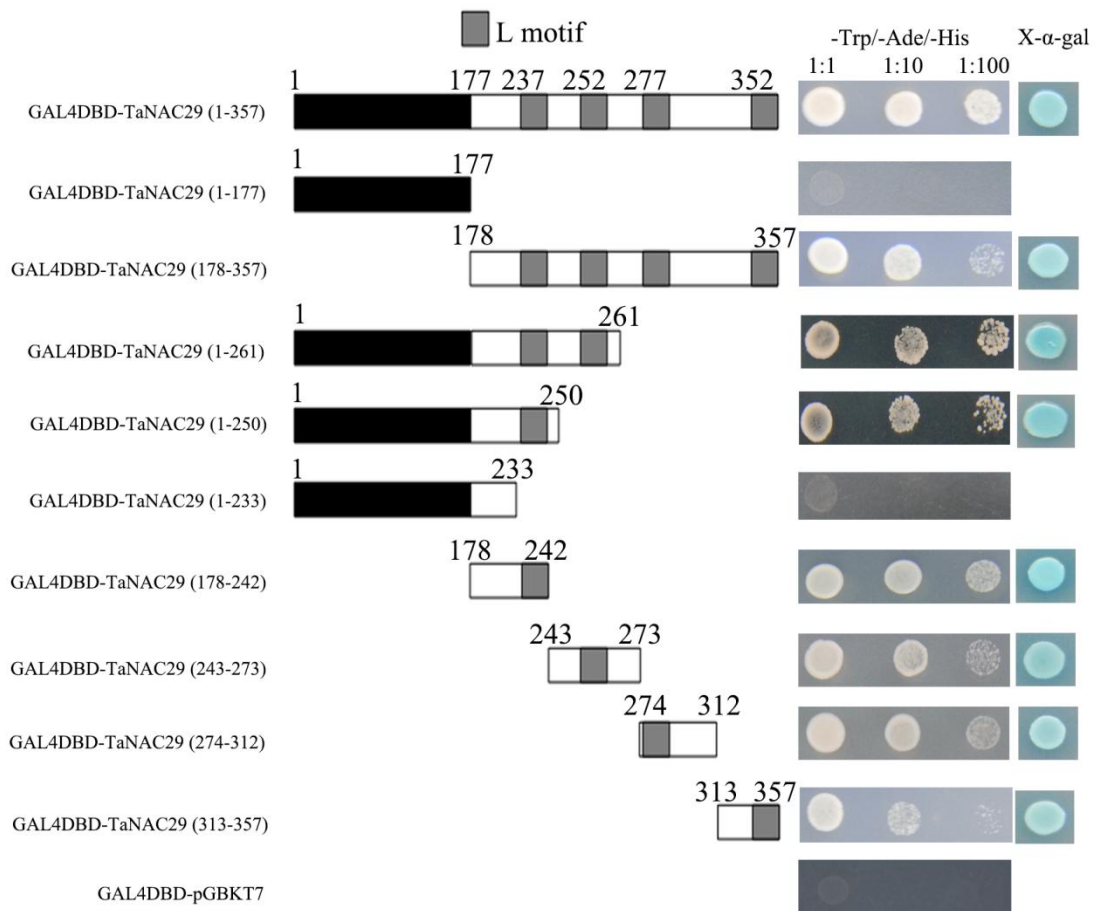 L motif
-Trp/-Ade/-His X-α-gal
1:1 1:10 1:100
1 177 237 252 277 352
GAL4DBD-TaNAC29 (1-357)
1
177
GAL4DBD-TaNAC29 (1-177)
178 357
GAL4DBD-TaNAC29 (178-357)
1 261
GAL4DBD-TaNAC29 (1-261)
1 250
GAL4DBD-TaNAC29 (1-250)
1 233
GAL4DBD-TaNAC29 (1-233)
178 242
GAL4DBD-TaNAC29 (178-242)
243 273
GAL4DBD-TaNAC29 (243-273)
274 312
GAL4DBD-TaNAC29 (274-312)
313 357
GAL4DBD-TaNAC29 (313-357)
GAL4DBD-pGBKT7